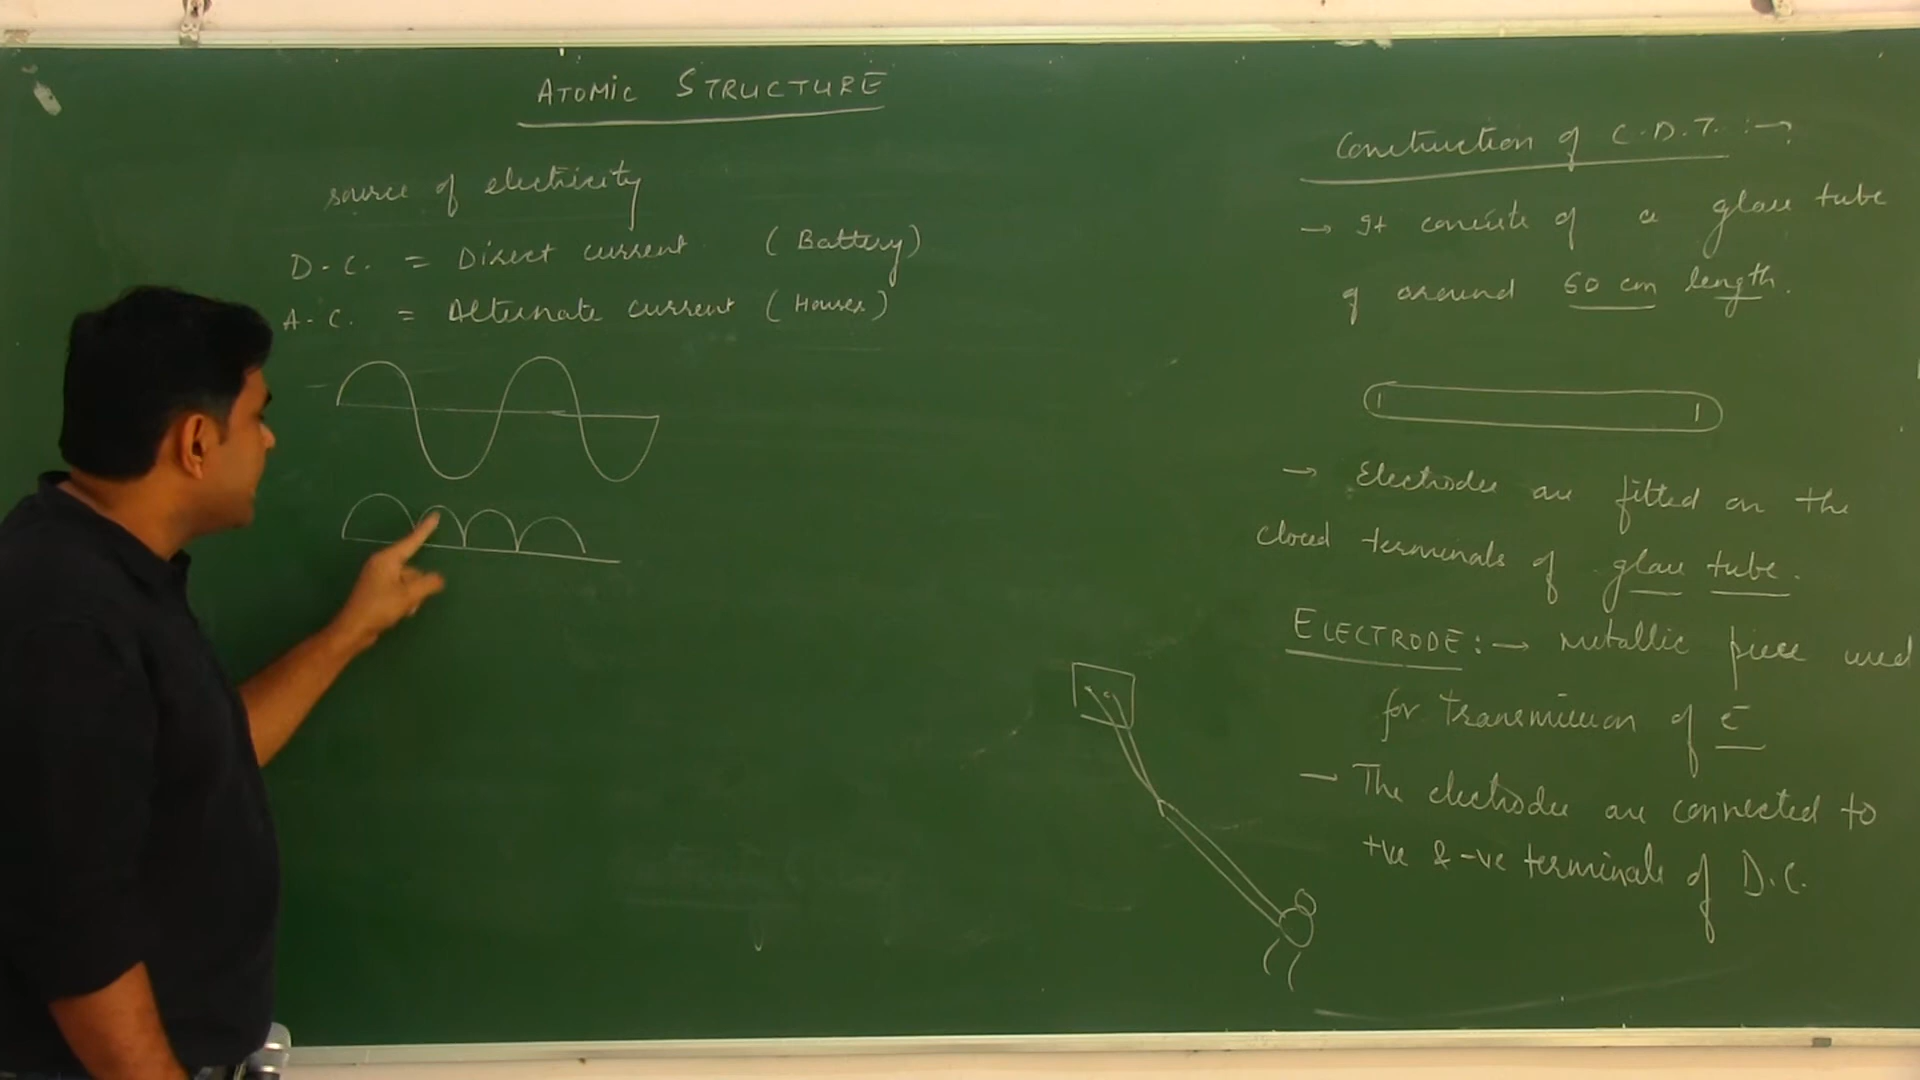 ATOMIC STRUCTURE
source of electricity
D.C. = Direct current (Battery)
A.C. = Alternate current (Houses)
Construction of C.D.T. :→
→ It consists of a glass tube
of around 60 cm length.
→ Electrodes are fitted on the
closed terminals of glass tube.
ELECTRODE :→ Metallic piece used
for transmission of e⁻
→ The electrodes are connected to
+ve & -ve terminals of D.C.